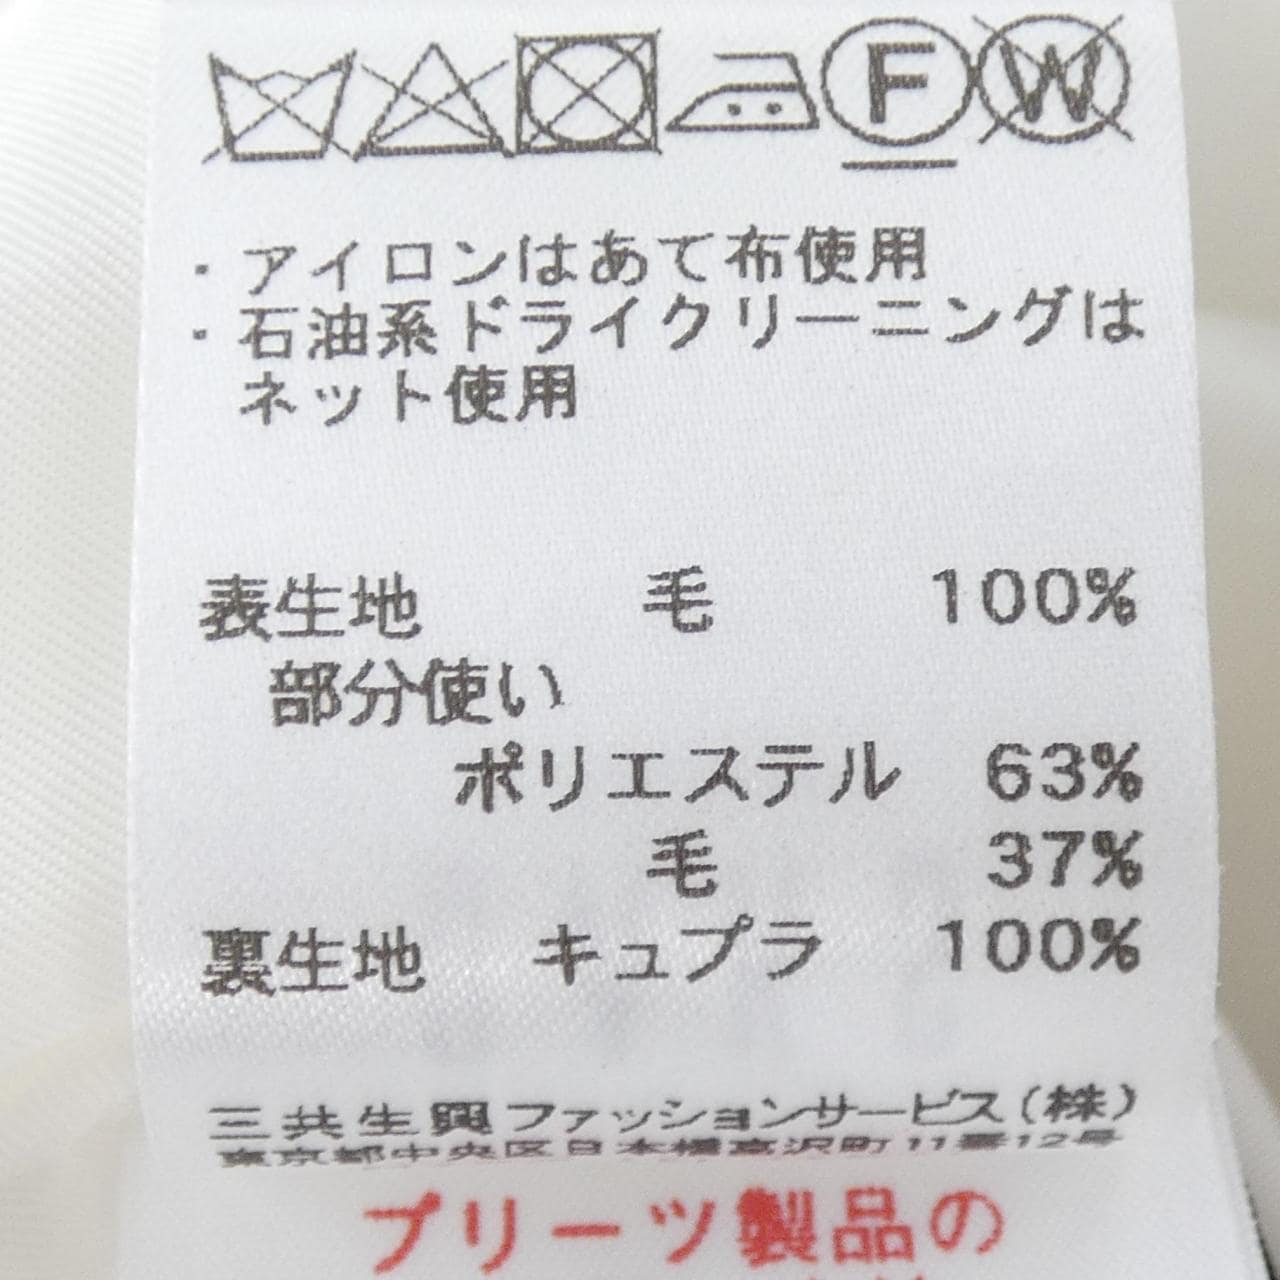 F W
・アイロンはあて布使用
・石油系ドライクリーニングは
ネット使用
表生地 毛 100%
部分使い
ポリエステル 63%
毛 37%
裏生地 キュプラ 100%
三共生興ファッションサービス(株)
東京都中央区日本橋富沢町11番12号
プリーツ製品の